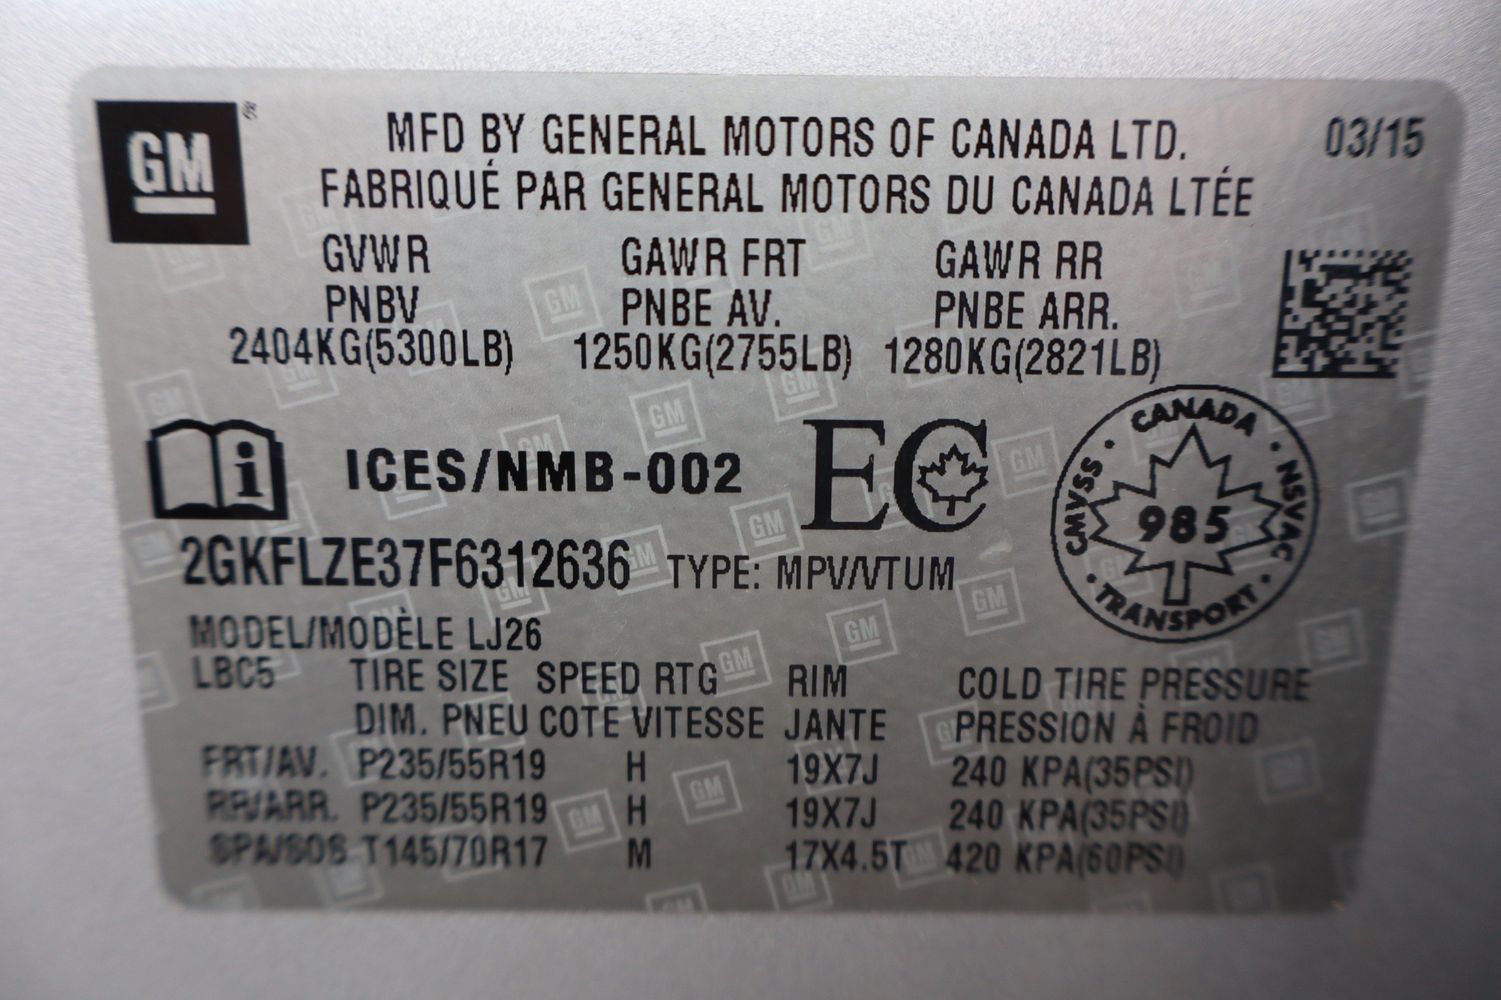 GM
MFD BY GENERAL MOTORS OF CANADA LTD. 03/15
FABRIQUÉ PAR GENERAL MOTORS DU CANADA LTÉE
GVWR GAWR FRT GAWR RR
PNBV PNBE AV. PNBE ARR.
2404KG(5300LB) 1250KG(2755LB) 1280KG(2821LB)
i ICES/NMB-002 EC
CANADA
CMVSS 985 NSVAC
TRANSPORT
2GKFLZE37F6312636 TYPE: MPV/VTUM
MODEL/MODÈLE LJ26
LBC5 TIRE SIZE SPEED RTG RIM COLD TIRE PRESSURE
DIM. PNEU COTE VITESSE JANTE PRESSION À FROID
FRT/AV. P235/55R19 H 19X7J 240 KPA(35PSI)
RR/ARR. P235/55R19 H 19X7J 240 KPA(35PSI)
SPA/SOS T145/70R17 M 17X4.5T 420 KPA(60PSI)